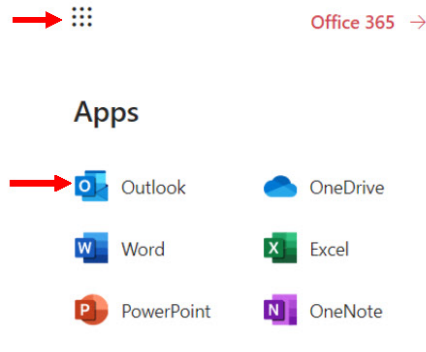 Office 365 →
Apps
Outlook OneDrive
Word Excel
PowerPoint OneNote